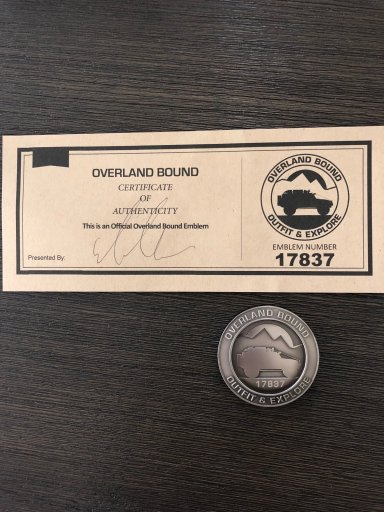 OVERLAND BOUND
CERTIFICATE
OF
AUTHENTICITY
This is an Official Overland Bound Emblem
Presented By:
OVERLAND BOUND
OUTFIT & EXPLORE
EMBLEM NUMBER
17837
OVERLAND BOUND
17837
OUTFIT & EXPLORE